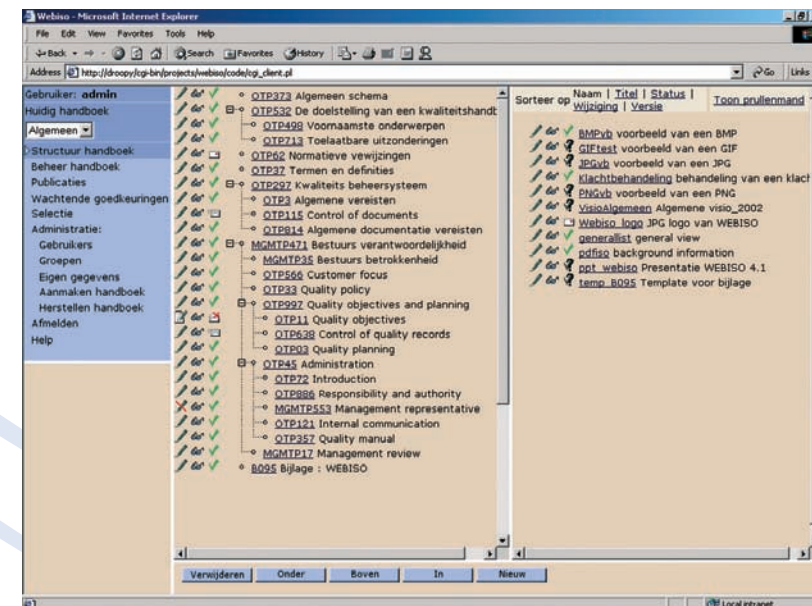 Webiso - Microsoft Internet Explorer
File Edit View Favorites Tools Help
Back Search Favorites History
Address http://droopy/cgi-bin/projects/webiso/code/cgi_client.pl Go Links
Gebruiker: admin
Huidig handboek
Algemeen
Structuur handboek
Beheer handboek
Publicaties
Wachtende goedkeuringen
Selectie
Administratie:
Gebruikers
Groepen
Eigen gegevens
Aanmaken handboek
Herstellen handboek
Afmelden
Help
OTP373 Algemeen schema
OTP532 De doelstelling van een kwaliteitshandb
OTP498 Voornaamste onderwerpen
OTP713 Toelaatbare uitzonderingen
OTP62 Normatieve vewijzingen
OTP37 Termen en definities
OTP297 Kwaliteits beheersysteem
OTP3 Algemene vereisten
OTP115 Control of documents
OTP814 Algemene documentatie vereisten
MGMTP471 Bestuurs verantwoordelijkheid
MGMTP35 Bestuurs betrokkenheid
OTP566 Customer focus
OTP33 Quality policy
OTP997 Quality objectives and planning
OTP11 Quality objectives
OTP638 Control of quality records
OTP03 Quality planning
OTP45 Administration
OTP72 Introduction
OTP886 Responsibility and authority
MGMTP553 Management representative
OTP121 Internal communication
OTP357 Quality manual
MGMTP17 Management review
B095 Bijlage : WEBISO
Sorteer op Naam | Titel | Status |
Wijziging | Versie
Toon prullenmand
BMPvb voorbeeld van een BMP
GIFtest voorbeeld van een GIF
JPGvb voorbeeld van een JPG
Klachtbehandeling behandeling van een klach
PNGvb voorbeeld van een PNG
VisioAlgemeen Algemene visio_2002
Webiso_logo JPG logo van WEBISO
generallist general view
pdfiso background information
ppt_webiso Presentatie WEBISO 4.1
temp_B095 Template voor bijlage
Verwijderen Onder Boven In Nieuw
Local intranet